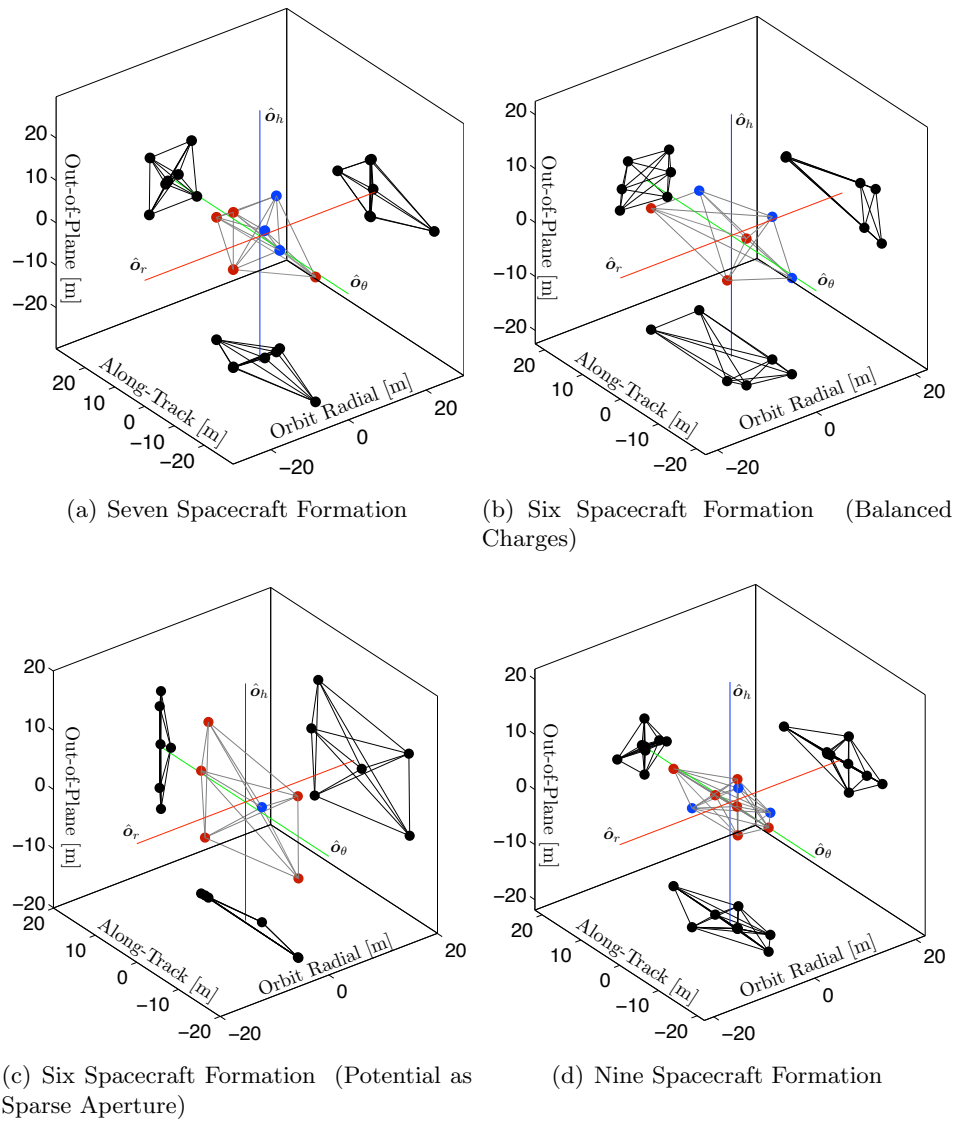 20
10
0
−10
−20
Out-of-Plane [m]
ô_h
ô_r
ô_θ
20
10
0
−10
−20
Along-Track [m]
−20
0
20
Orbit Radial [m]
(a) Seven Spacecraft Formation
20
10
0
−10
−20
Out-of-Plane [m]
ô_h
ô_r
ô_θ
20
10
0
−10
−20
Along-Track [m]
−20
0
20
Orbit Radial [m]
(b) Six Spacecraft Formation (Balanced
Charges)
20
10
0
−10
−20
Out-of-Plane [m]
ô_h
ô_r
ô_θ
20
10
0
−10
−20
Along-Track [m]
−20
0
20
Orbit Radial [m]
(c) Six Spacecraft Formation (Potential as
Sparse Aperture)
20
10
0
−10
−20
Out-of-Plane [m]
ô_h
ô_r
ô_θ
20
10
0
−10
−20
Along-Track [m]
−20
0
20
Orbit Radial [m]
(d) Nine Spacecraft Formation